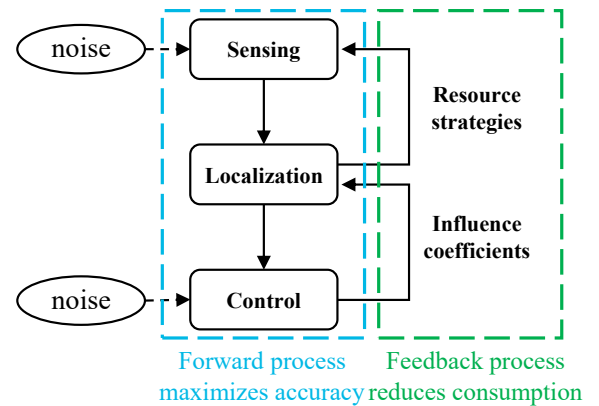 noise
Sensing
Resource
strategies
Localization
Influence
coefficients
noise
Control
Forward process
maximizes accuracy
Feedback process
reduces consumption